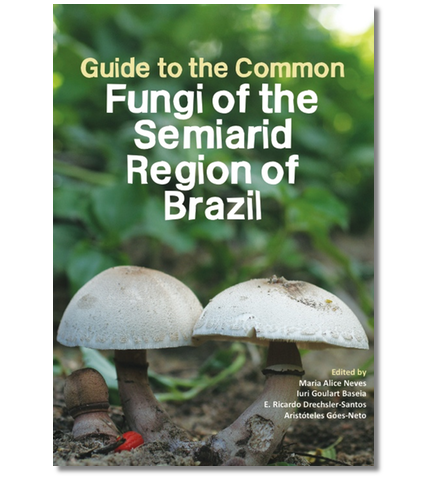 Guide to the Common
Fungi of the
Semiarid
Region of
Brazil
Edited by
Maria Alice Neves
Iuri Goulart Baseia
E. Ricardo Drechsler-Santos
Aristóteles Góes-Neto